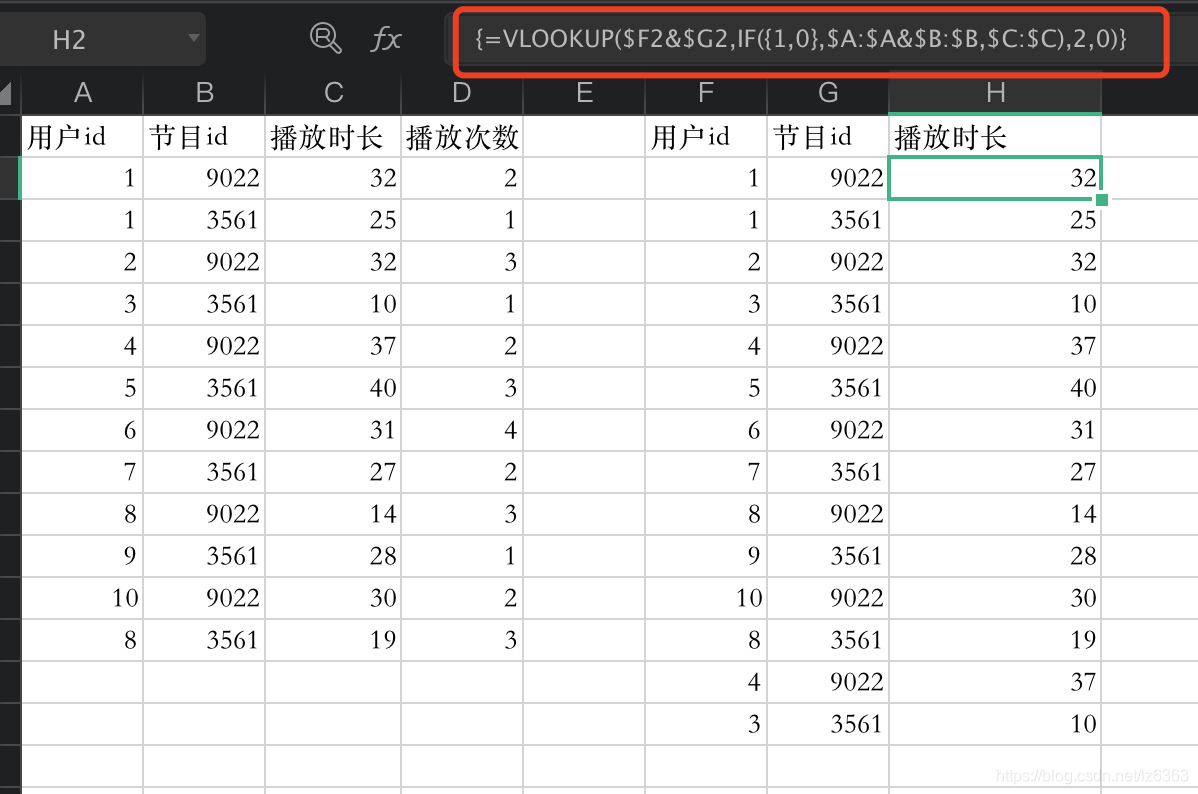 H2 fx {=VLOOKUP($F2&$G2,IF({1,0},$A:$A&$B:$B,$C:$C),2,0)}
A B C D E F G H
用户id 节目id 播放时长 播放次数 用户id 节目id 播放时长
1 9022 32 2 1 9022 32
1 3561 25 1 1 3561 25
2 9022 32 3 2 9022 32
3 3561 10 1 3 3561 10
4 9022 37 2 4 9022 37
5 3561 40 3 5 3561 40
6 9022 31 4 6 9022 31
7 3561 27 2 7 3561 27
8 9022 14 3 8 9022 14
9 3561 28 1 9 3561 28
10 9022 30 2 10 9022 30
8 3561 19 3 8 3561 19
4 9022 37
3 3561 10
https://blog.csdn.net/lz6363